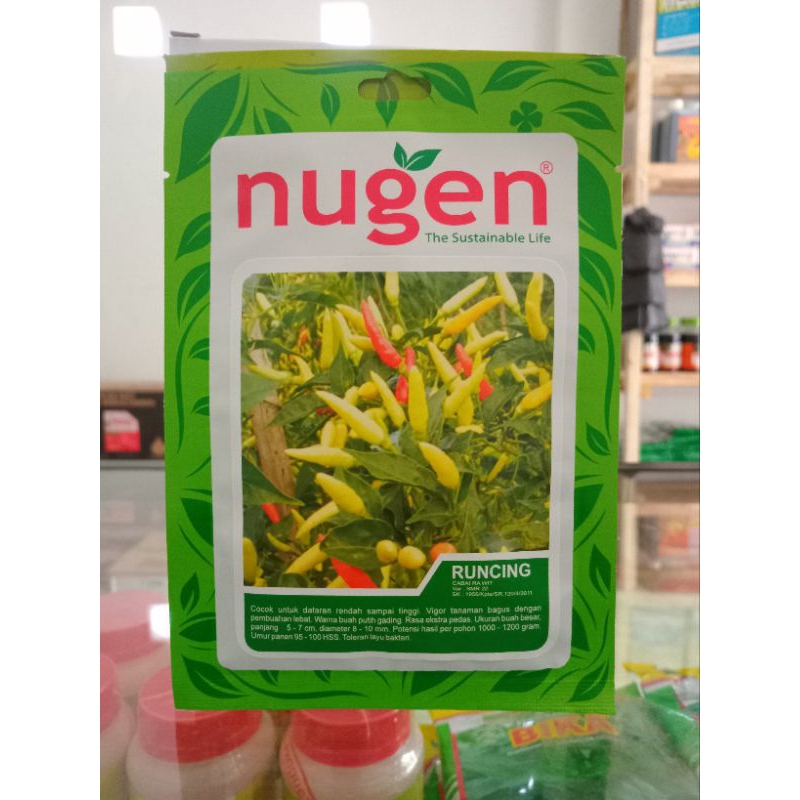 nugen®
The Sustainable Life
RUNCING
CABAI RAWIT
Cocok untuk dataran rendah sampai tinggi. Vigor tanaman bagus dengan
pembuahan lebat. Warna buah putih gading. Rasa ekstra pedas. Ukuran buah besar,
panjang 5 - 7 cm, diameter 8 - 10 mm. Potensi hasil per pohon 1000 - 1200 gram.
Umur panen 95 - 100 HSS. Toleran layu bakteri.
BIKA